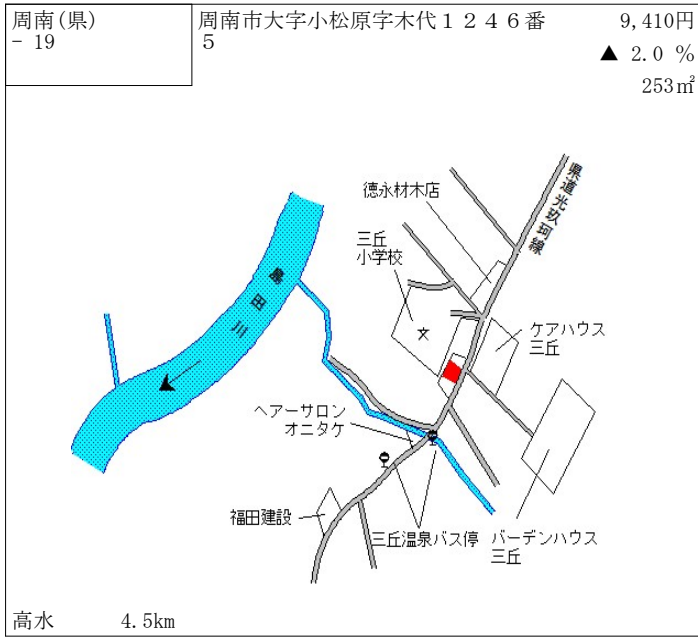 周南(県)
- 19
周南市大字小松原字木代１２４６番
5
9,410円
▲ 2.0 %
253㎡
県道光玖珂線
徳永材木店
三丘
小学校
文
ケアハウス
三丘
島田川
ヘアーサロン
オニタケ
福田建設
三丘温泉バス停
バーデンハウス
三丘
高水
4.5km